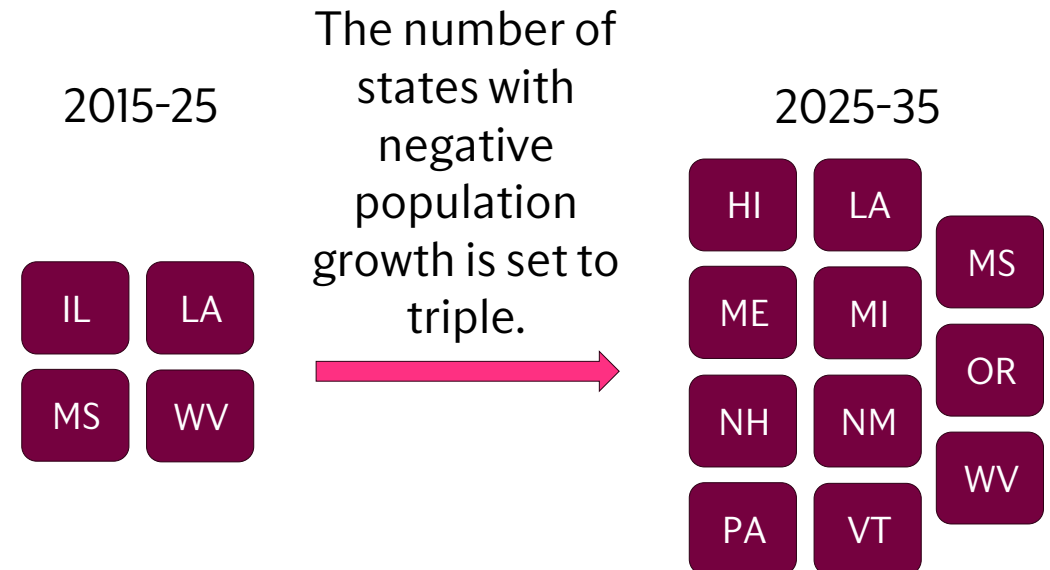 2015-25
IL LA
MS WV
The number of
states with
negative
population
growth is set to
triple.
2025-35
HI LA
MS
ME MI
OR
NH NM
WV
PA VT